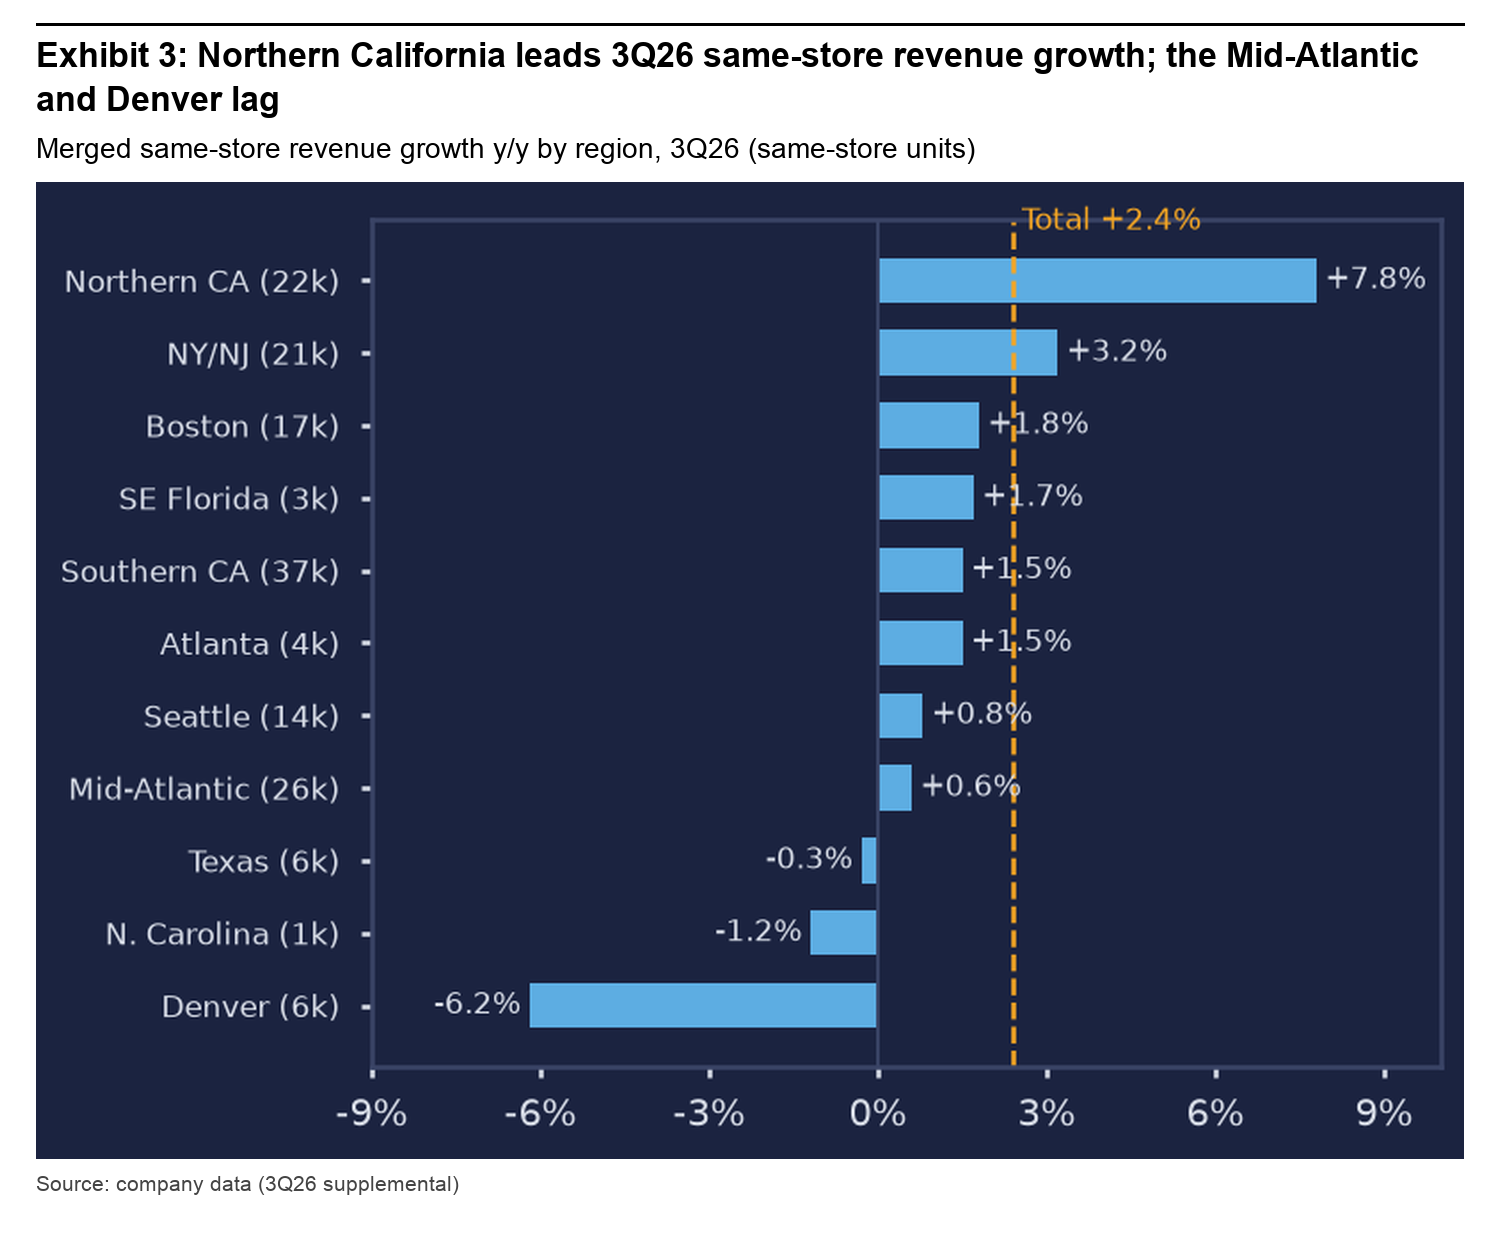 Exhibit 3: Northern California leads 3Q26 same-store revenue growth; the Mid-Atlantic
and Denver lag
Merged same-store revenue growth y/y by region, 3Q26 (same-store units)
Total +2.4%
Northern CA (22k) +7.8%
NY/NJ (21k) +3.2%
Boston (17k) +1.8%
SE Florida (3k) +1.7%
Southern CA (37k) +1.5%
Atlanta (4k) +1.5%
Seattle (14k) +0.8%
Mid-Atlantic (26k) +0.6%
Texas (6k) -0.3%
N. Carolina (1k) -1.2%
Denver (6k) -6.2%
-9% -6% -3% 0% 3% 6% 9%
Source: company data (3Q26 supplemental)